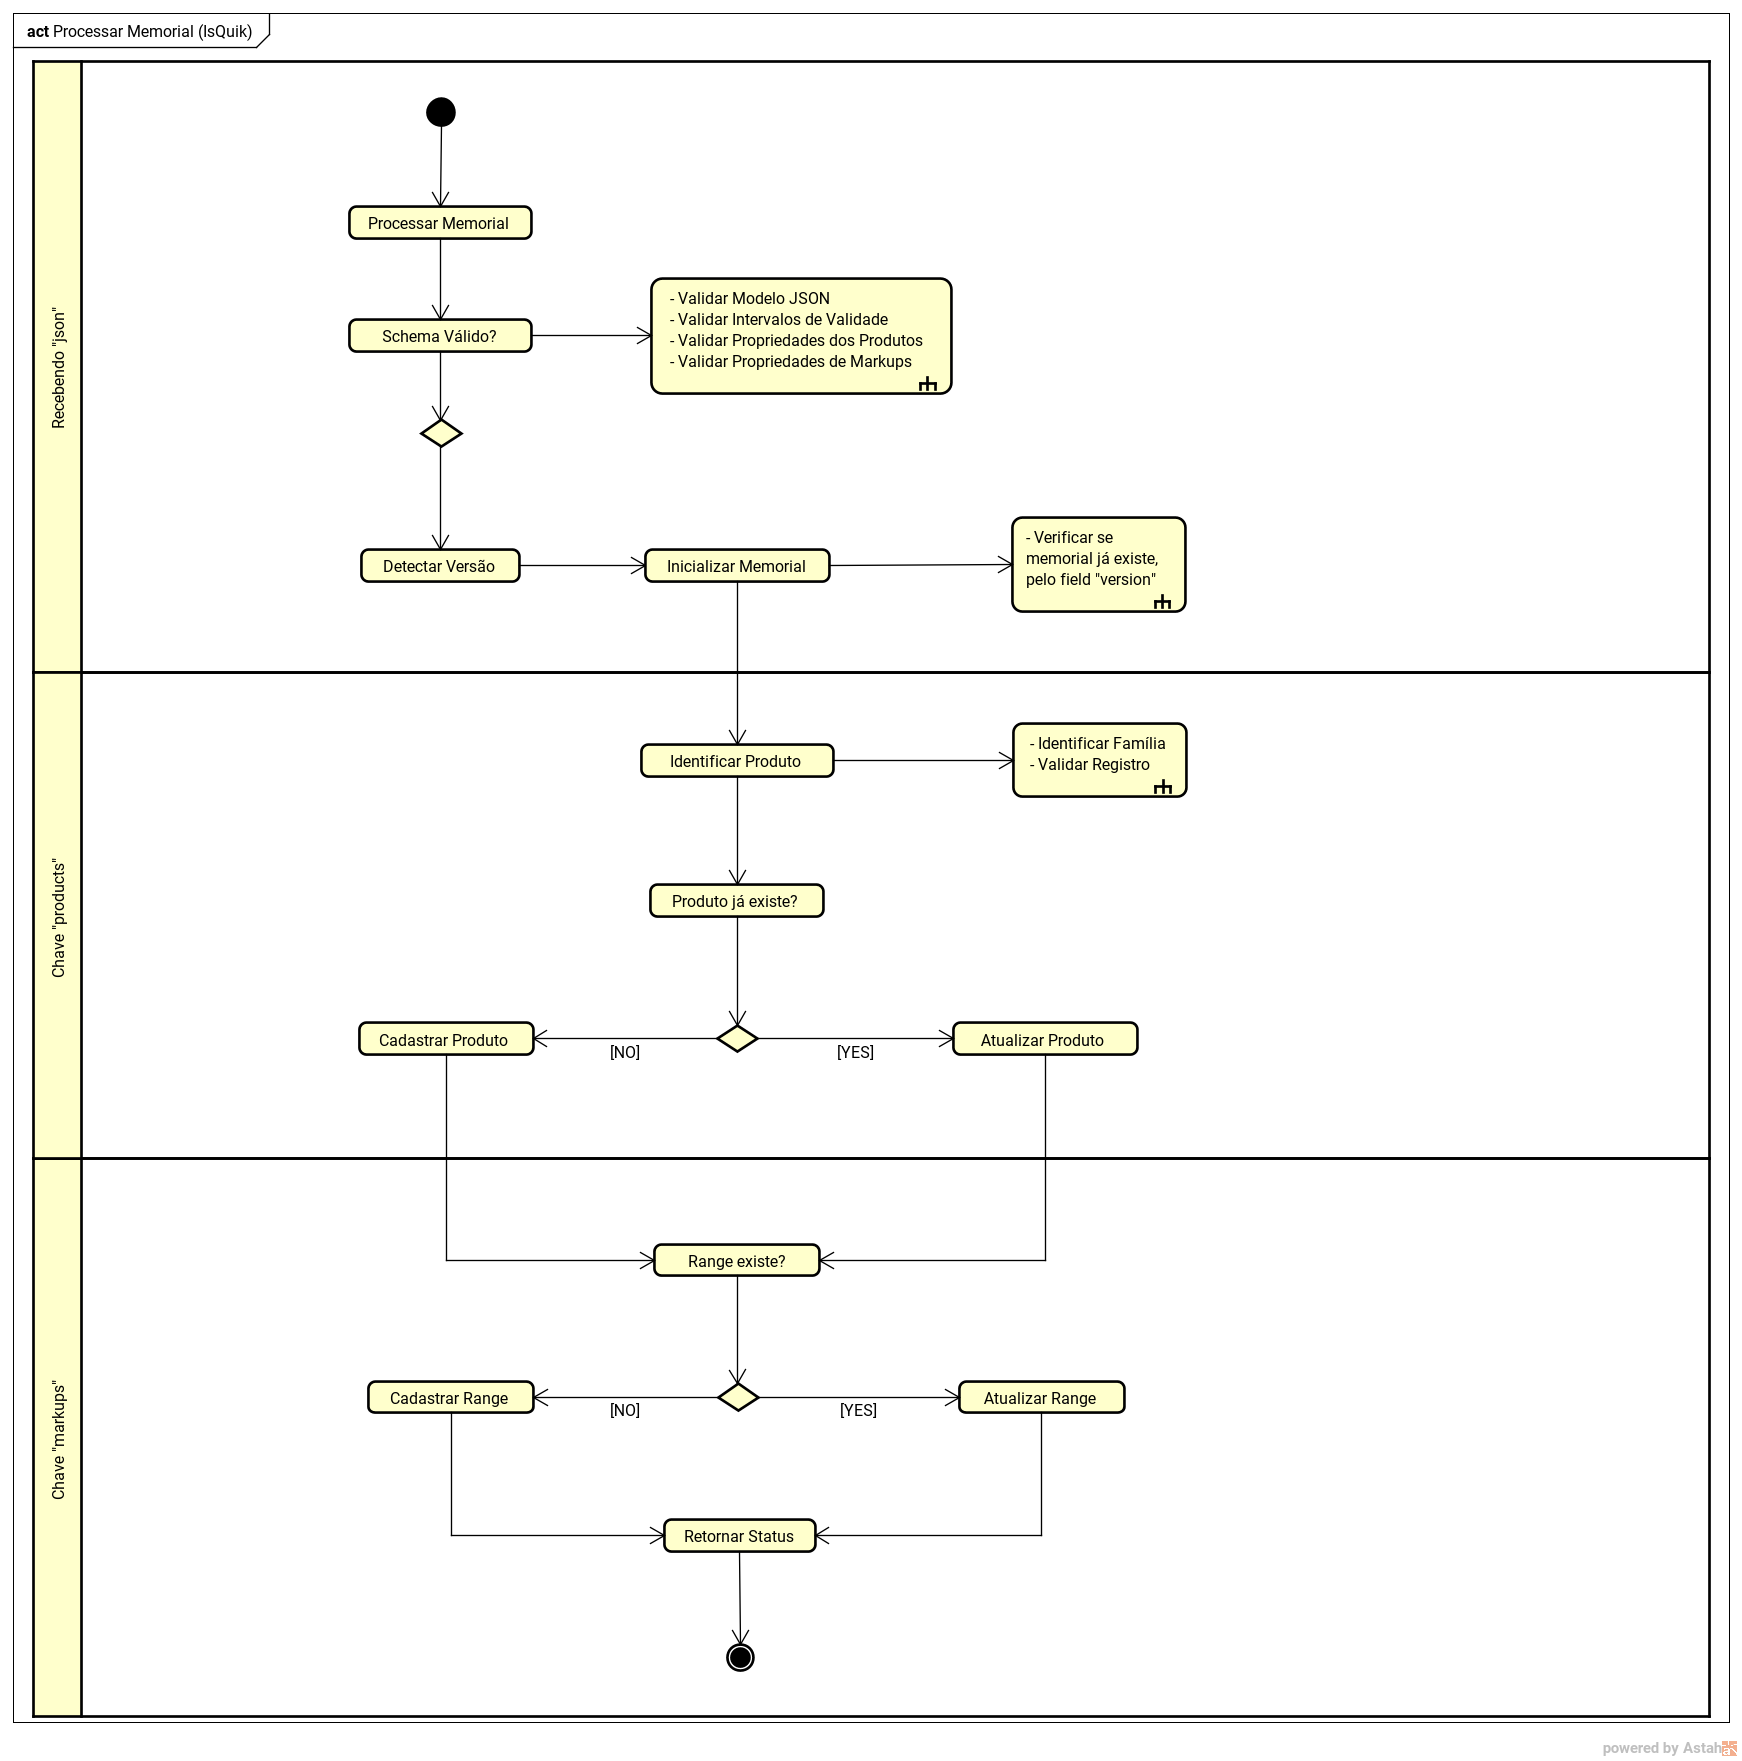 act Processar Memorial (IsQuik)
Recebendo "json"
Processar Memorial
Schema Válido?
- Validar Modelo JSON
- Validar Intervalos de Validade
- Validar Propriedades dos Produtos
- Validar Propriedades de Markups
Detectar Versão
Inicializar Memorial
- Verificar se
memorial já existe,
pelo field "version"
Chave "products"
Identificar Produto
- Identificar Família
- Validar Registro
Produto já existe?
Cadastrar Produto
[NO]
[YES]
Atualizar Produto
Chave "markups"
Range existe?
Cadastrar Range
[NO]
[YES]
Atualizar Range
Retornar Status
powered by Astah